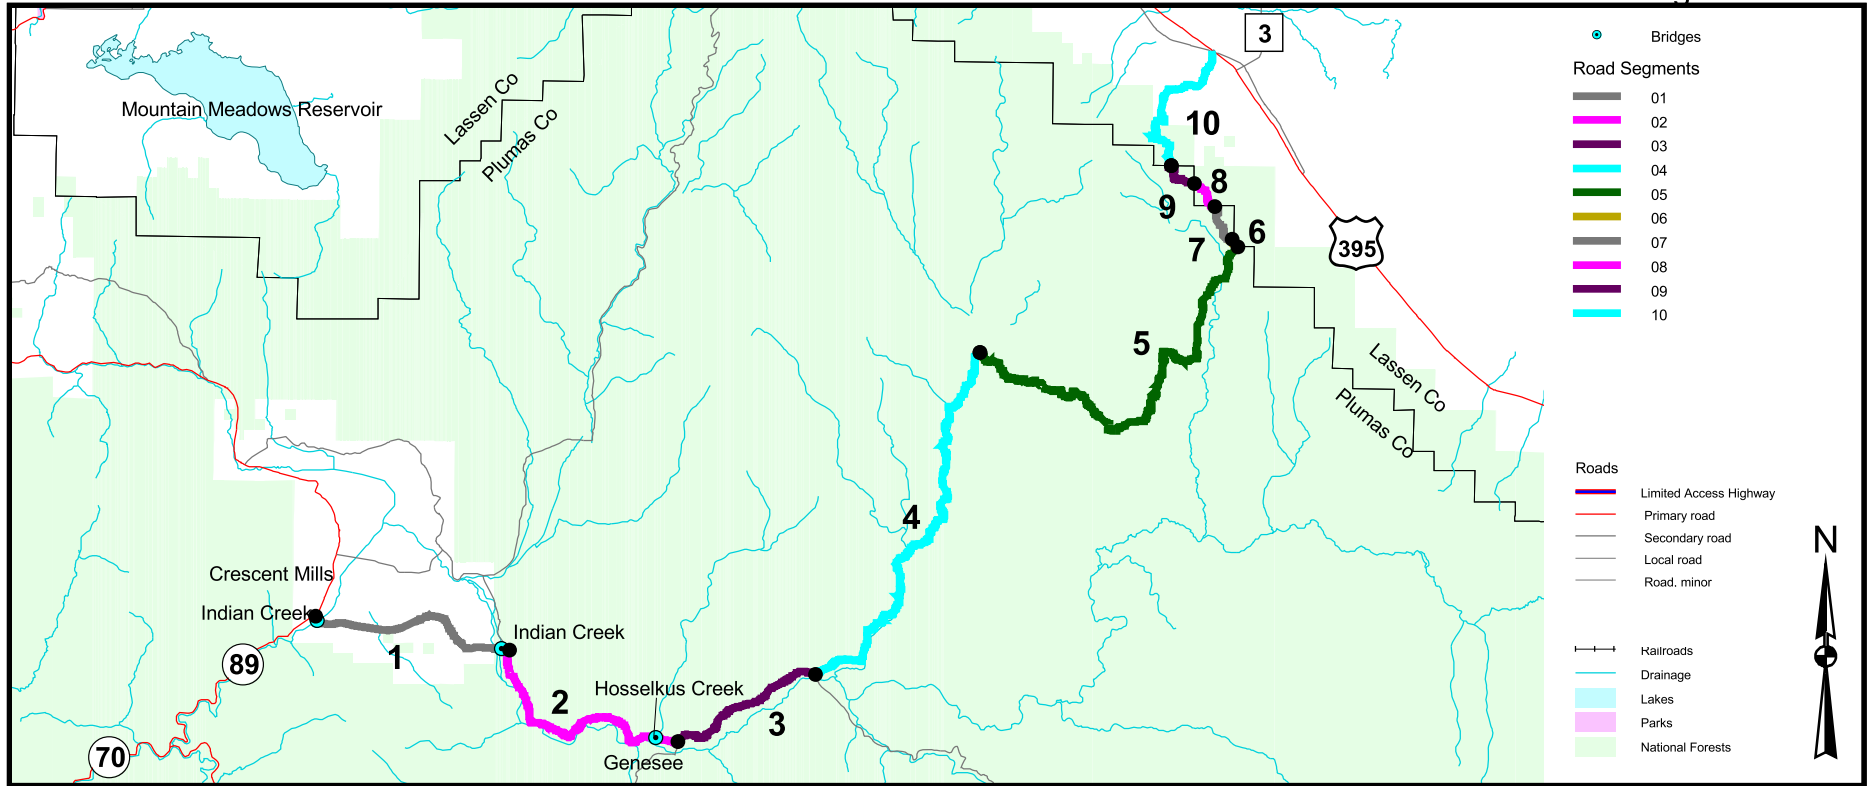 3
Bridges
Road Segments
01
02
03
04
05
06
07
08
09
10
Mountain Meadows Reservoir
Lassen Co
Plumas Co
10
8
9
6
7
395
5
Lassen Co
Plumas Co
4
Crescent Mills
Indian Creek
Indian Creek
1
89
Hosselkus Creek
2
3
Genesee
70
Roads
Limited Access Highway
Primary road
Secondary road
Local road
Road, minor
N
Railroads
Drainage
Lakes
Parks
National Forests